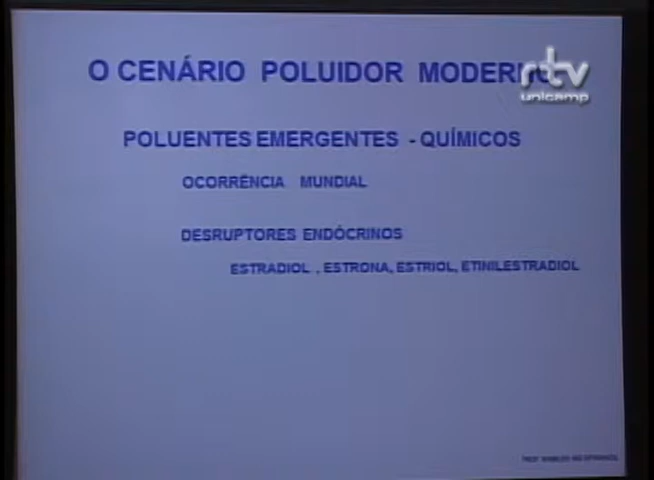 O CENÁRIO POLUIDOR MODERNO
rtv
unicamp
POLUENTES EMERGENTES - QUÍMICOS
OCORRÊNCIA MUNDIAL
DESRUPTORES ENDÓCRINOS
ESTRADIOL , ESTRONA, ESTRIOL, ETINILESTRADIOL